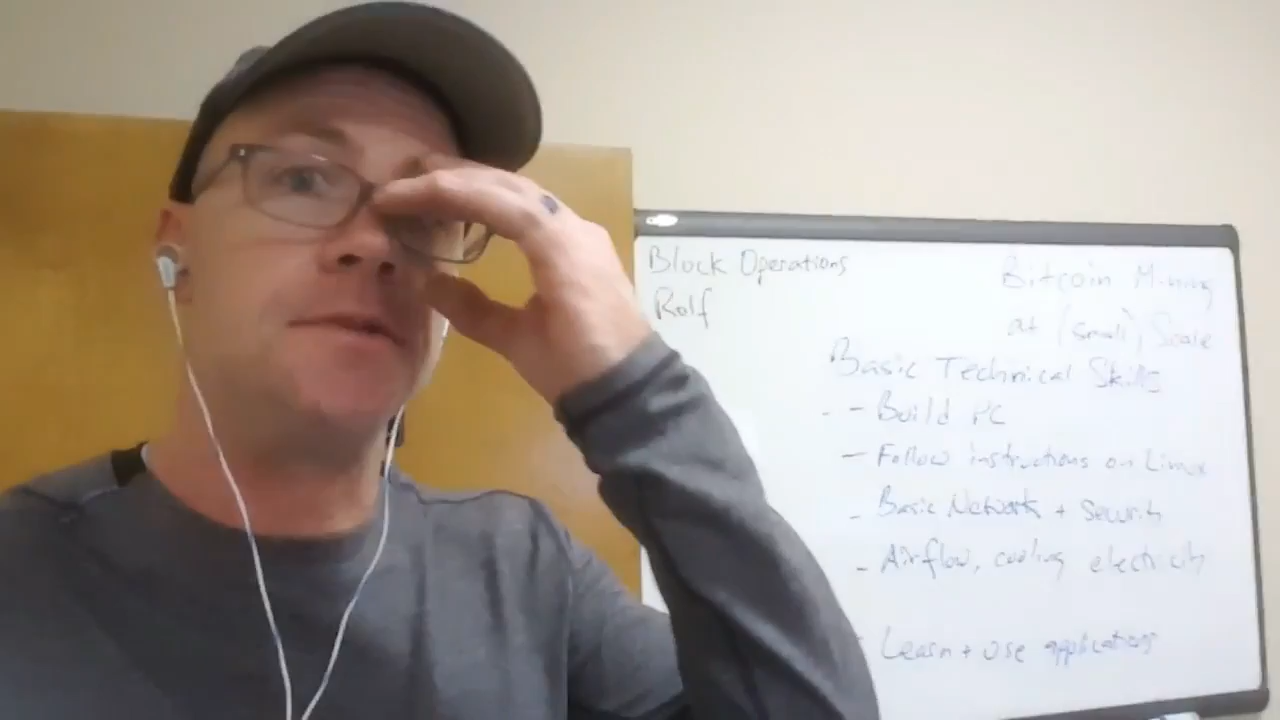 Block Operations
Rolf
Bitcoin Mining
at (small) Scale
Basic Technical Skills
- - Build PC
- Follow instructions on Linux
- Basic Network + Security
- Airflow, cooling electricity
- Learn + use applications